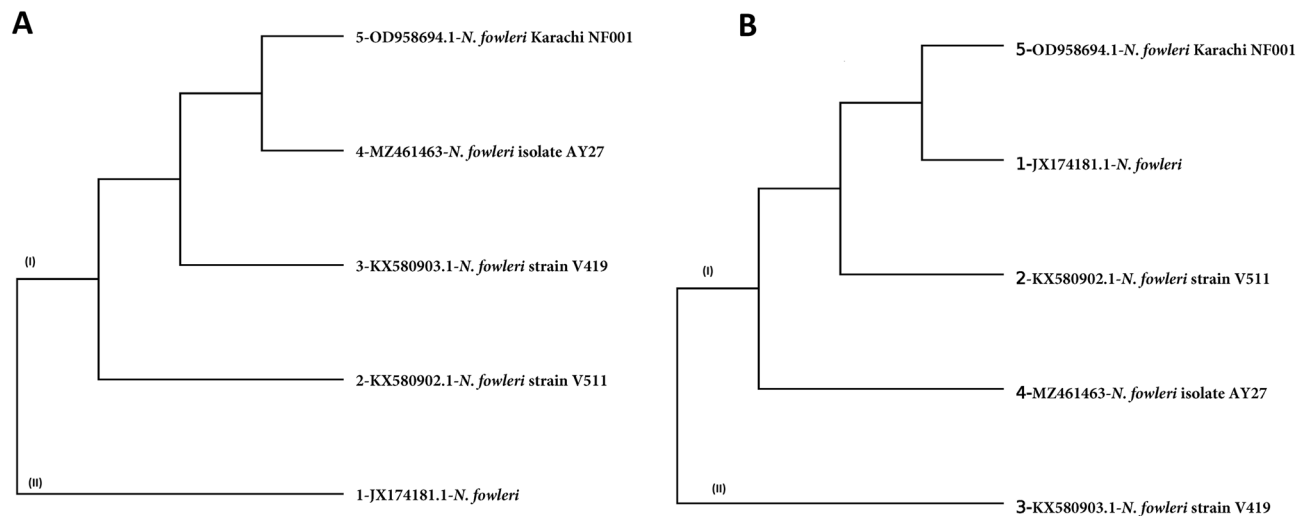 A
5-OD958694.1-N. fowleri Karachi NF001
4-MZ461463-N. fowleri isolate AY27
(I)
3-KX580903.1-N. fowleri strain V419
2-KX580902.1-N. fowleri strain V511
(II)
1-JX174181.1-N. fowleri
B
5-OD958694.1-N. fowleri Karachi NF001
1-JX174181.1-N. fowleri
(I)
2-KX580902.1-N. fowleri strain V511
4-MZ461463-N. fowleri isolate AY27
(II)
3-KX580903.1-N. fowleri strain V419